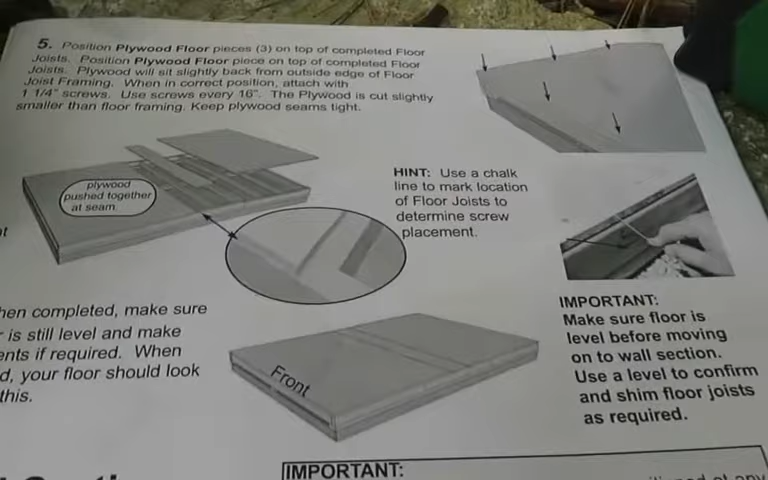 5. Position Plywood Floor pieces (3) on top of completed Floor
Joists. Position Plywood Floor piece on top of completed Floor
Joists. Plywood will sit slightly back from outside edge of Floor
Joist Framing. When in correct position, attach with
1 1/4" screws. Use screws every 16". The Plywood is cut slightly
smaller than floor framing. Keep plywood seams tight.
plywood
pushed together
at seam.
HINT: Use a chalk
line to mark location
of Floor Joists to
determine screw
placement.
hen completed, make sure
r is still level and make
ents if required. When
d, your floor should look
this.
Front
IMPORTANT:
Make sure floor is
level before moving
on to wall section.
Use a level to confirm
and shim floor joists
as required.
IMPORTANT: